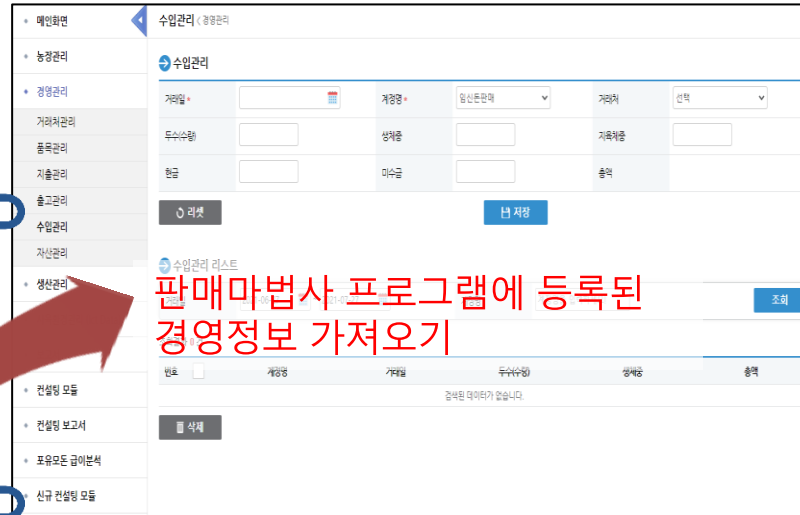 메인화면
농장관리
경영관리
거래처관리
품목관리
지출관리
출고관리
수입관리
자산관리
생산관리
컨설팅 모듈
컨설팅 보고서
포유모돈 급이분석
신규 컨설팅 모듈
수입관리 < 경영관리
수입관리
거래일 * 계정명 * 임신돈판매 거래처 선택
두수(수량) 생체중 지육체중
현금 미수금 총액
리셋 저장
수입관리 리스트
판매마법사 프로그램에 등록된
조회
경영정보 가져오기
번호 계정명 거래일 두수(수량) 생체중 총액
검색된 데이터가 없습니다.
삭제